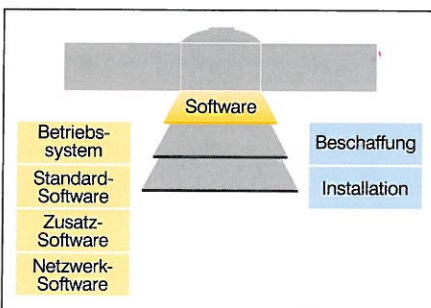 Software
Betriebs-
system
Standard-
Software
Zusatz-
Software
Netzwerk-
Software
Beschaffung
Installation